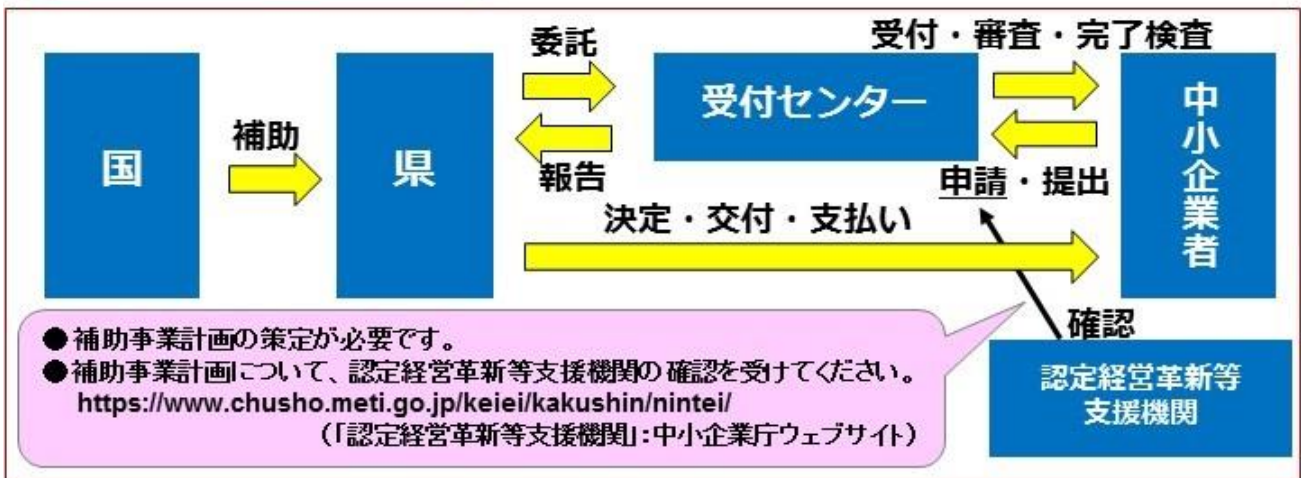 委託
受付・審査・完了検査
国
補助
県
受付センター
中小企業者
報告
申請・提出
決定・交付・支払い
確認
●補助事業計画の策定が必要です。
●補助事業計画について、認定経営革新等支援機関の確認を受けてください。
https://www.chusho.meti.go.jp/keiei/kakushin/nintei/
(「認定経営革新等支援機関」:中小企業庁ウェブサイト)
認定経営革新等
支援機関